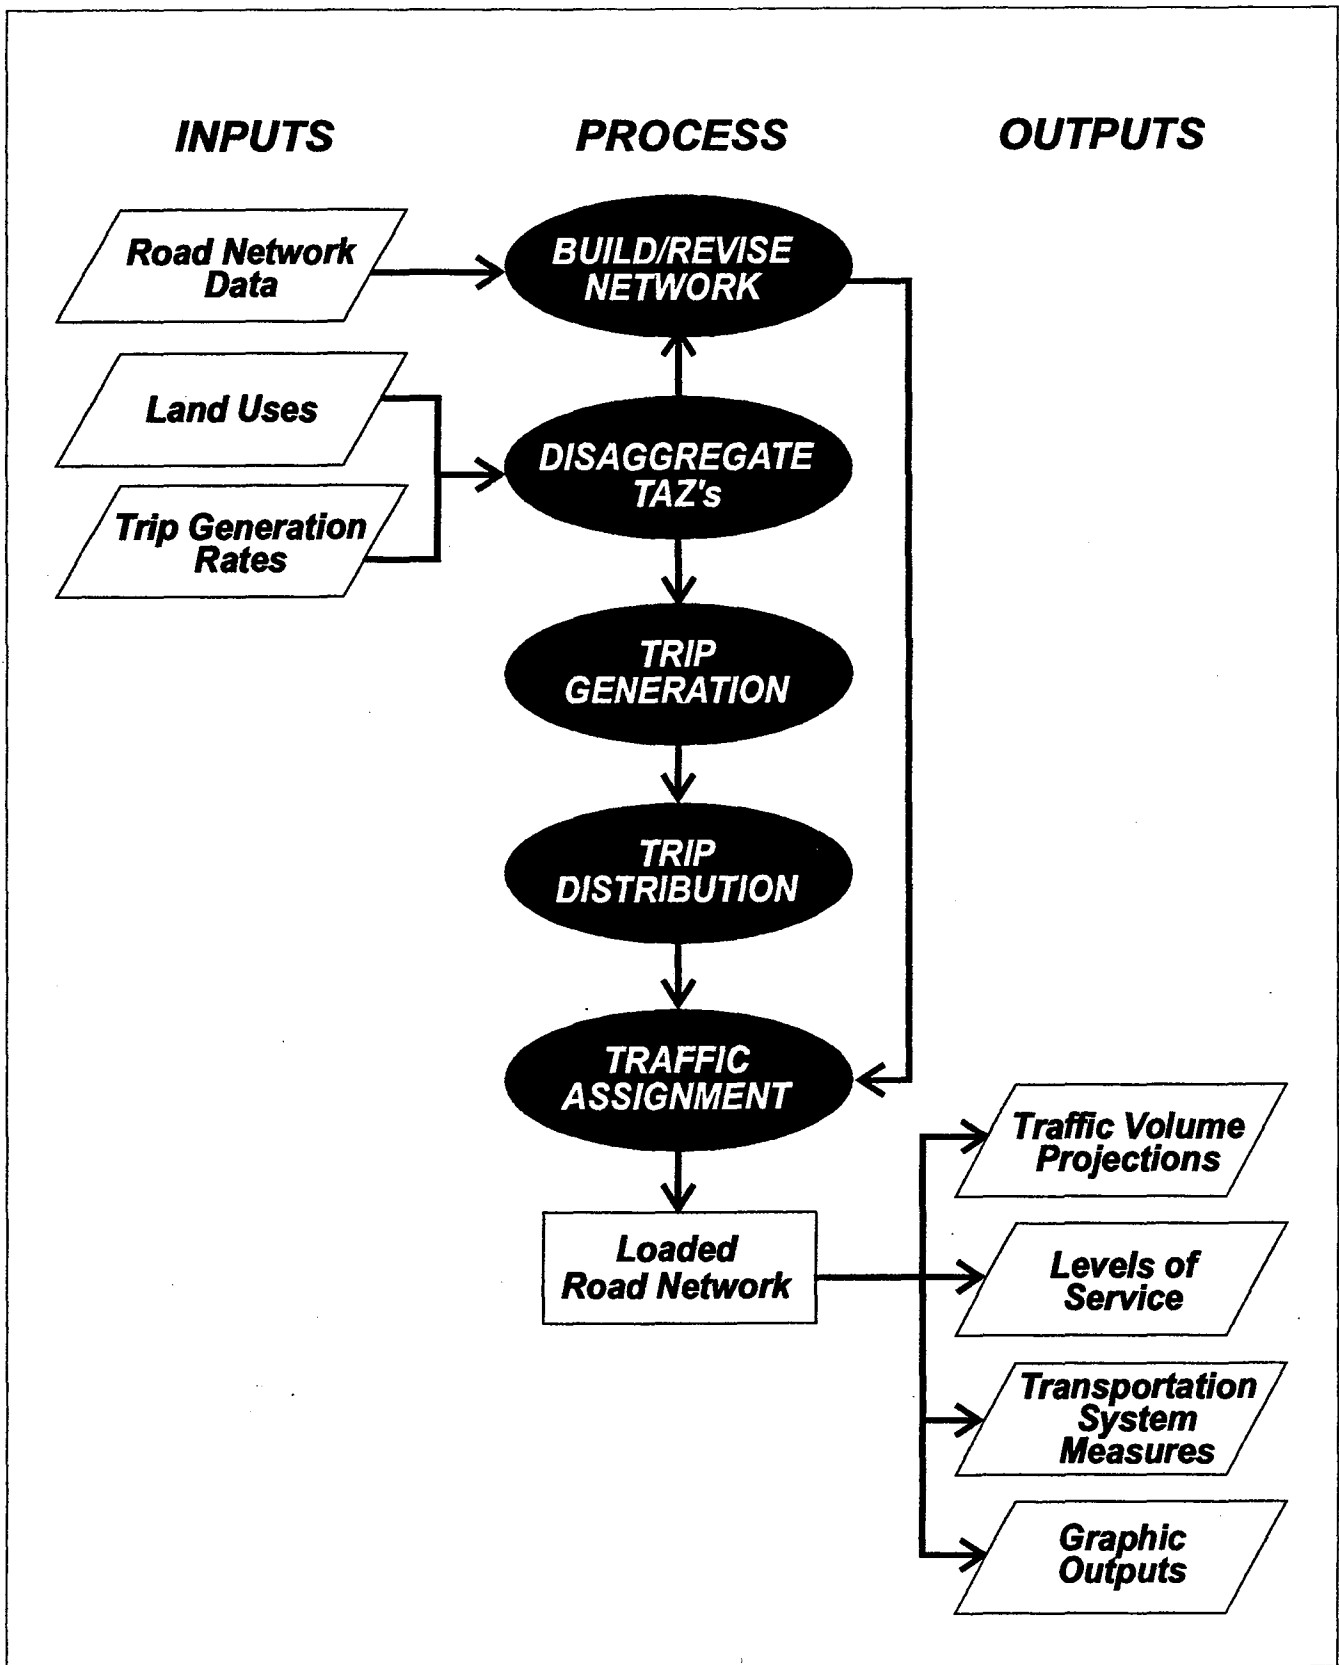 INPUTS
PROCESS
OUTPUTS
Road Network
Data
BUILD/REVISE
NETWORK
Land Uses
DISAGGREGATE
TAZ's
Trip Generation
Rates
TRIP
GENERATION
TRIP
DISTRIBUTION
TRAFFIC
ASSIGNMENT
Traffic Volume
Projections
Loaded
Road Network
Levels of
Service
Transportation
System
Measures
Graphic
Outputs